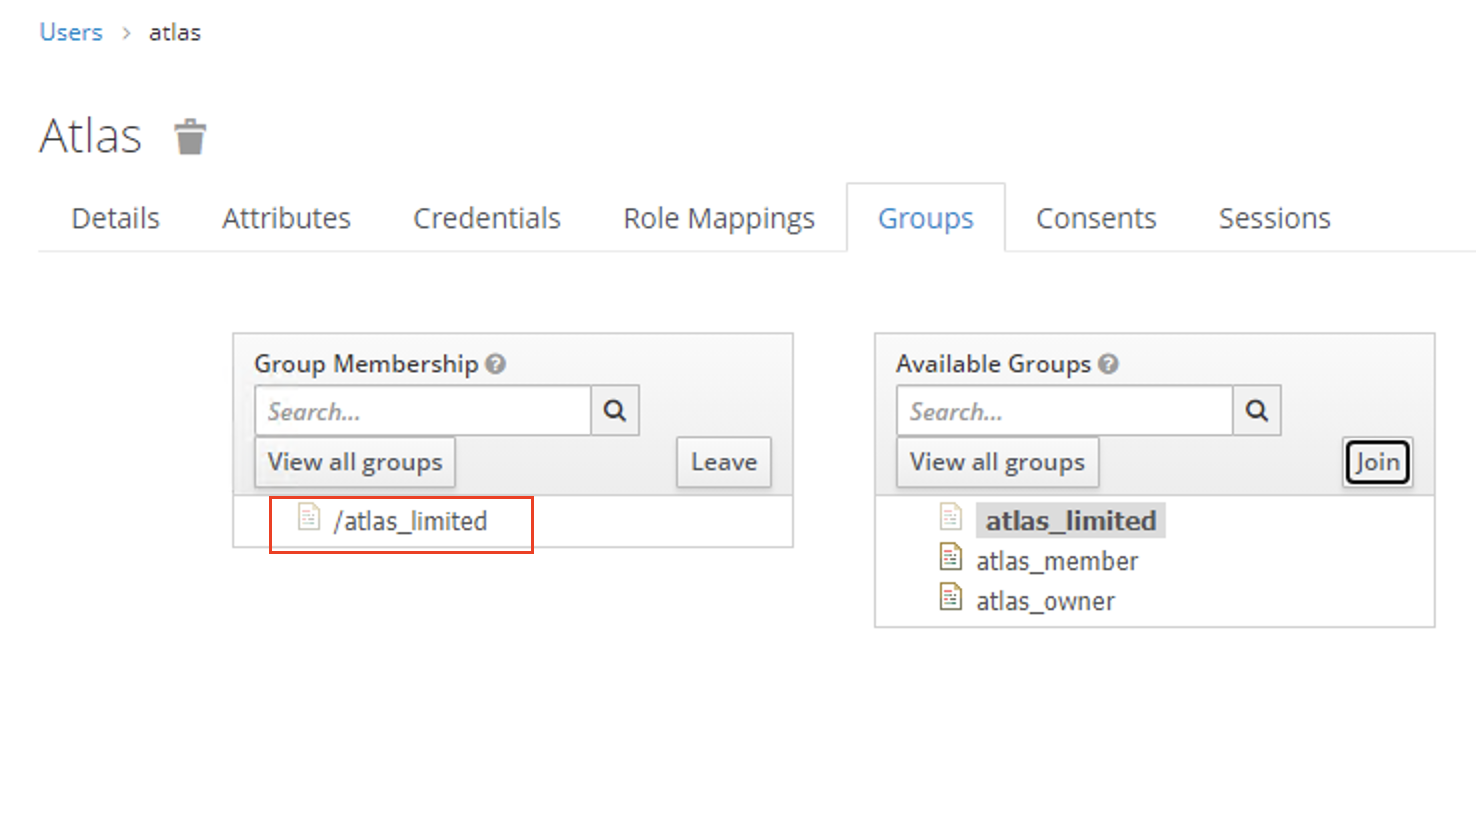 Users > atlas
Atlas
Details Attributes Credentials Role Mappings Groups Consents Sessions
Group Membership ?
Search...
View all groups Leave
/atlas_limited
Available Groups ?
Search...
View all groups Join
atlas_limited
atlas_member
atlas_owner